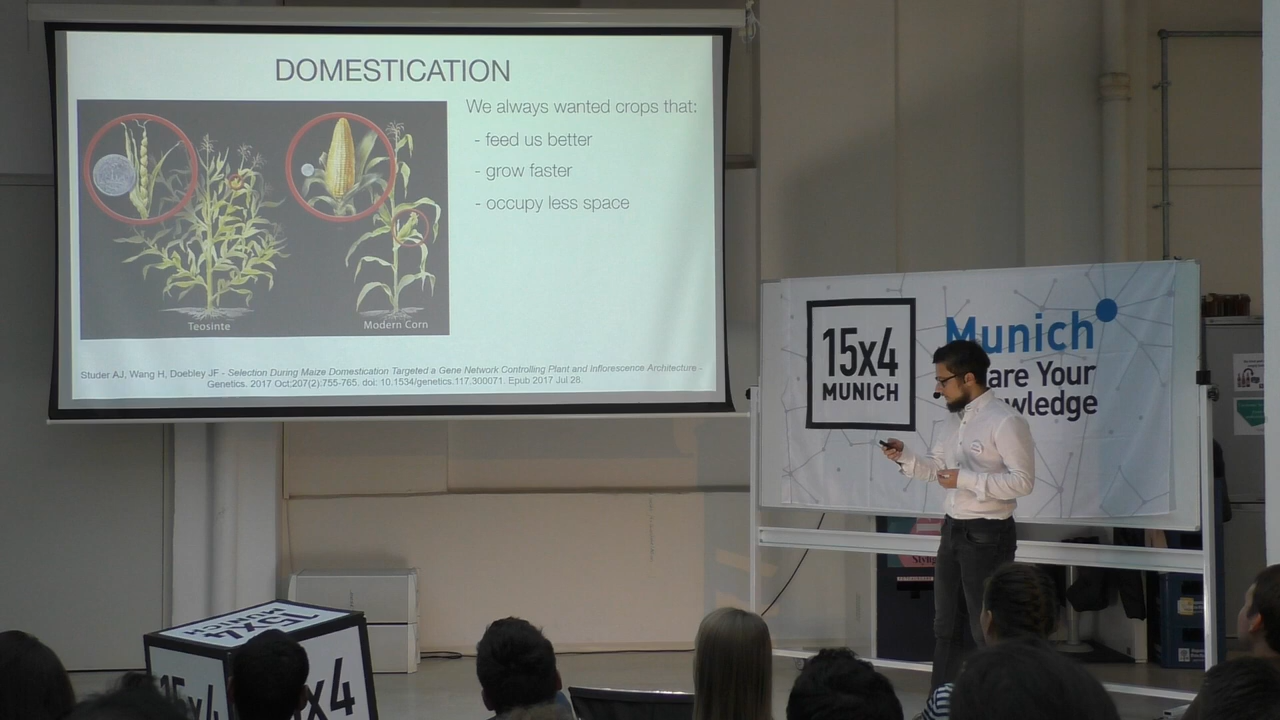 DOMESTICATION
We always wanted crops that:
- feed us better
- grow faster
- occupy less space
Teosinte
Modern Corn
Studer AJ, Wang H, Doebley JF - Selection During Maize Domestication Targeted a Gene Network Controlling Plant and Inflorescence Architecture -
Genetics. 2017 Oct;207(2):755-765. doi: 10.1534/genetics.117.300071. Epub 2017 Jul 28.
15x4
MUNICH
Munich
are Your
wledge
15x4
MUNICH
15x4
x4